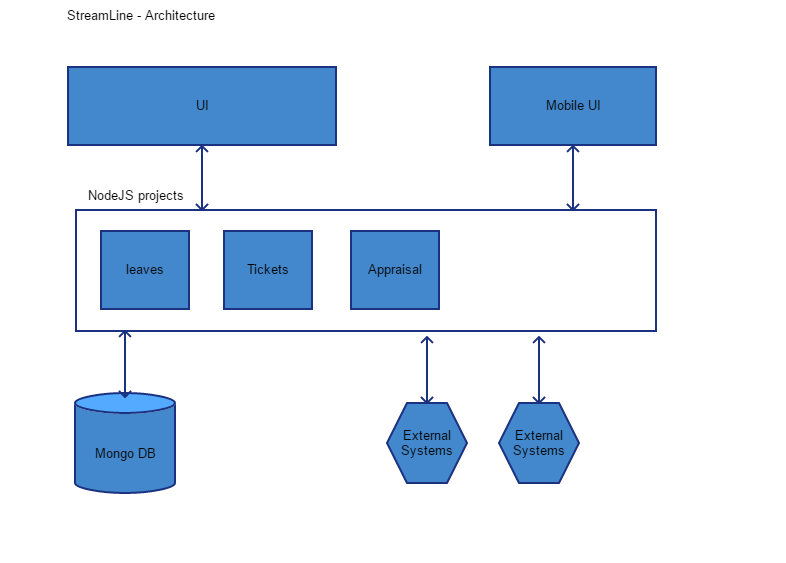 StreamLine - Architecture
UI
Mobile UI
NodeJS projects
leaves
Tickets
Appraisal
Mongo DB
External
Systems
External
Systems